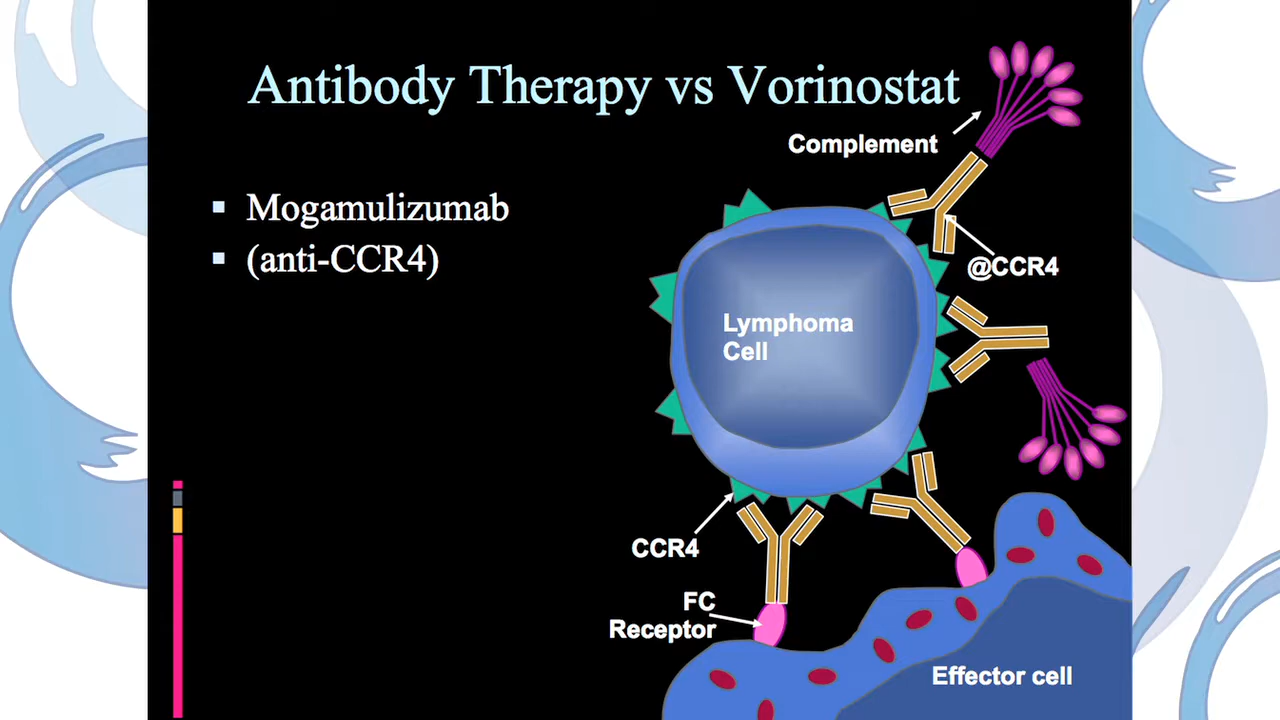 Antibody Therapy vs Vorinostat
Complement
Mogamulizumab
(anti-CCR4)
@CCR4
Lymphoma
Cell
CCR4
FC
Receptor
Effector cell